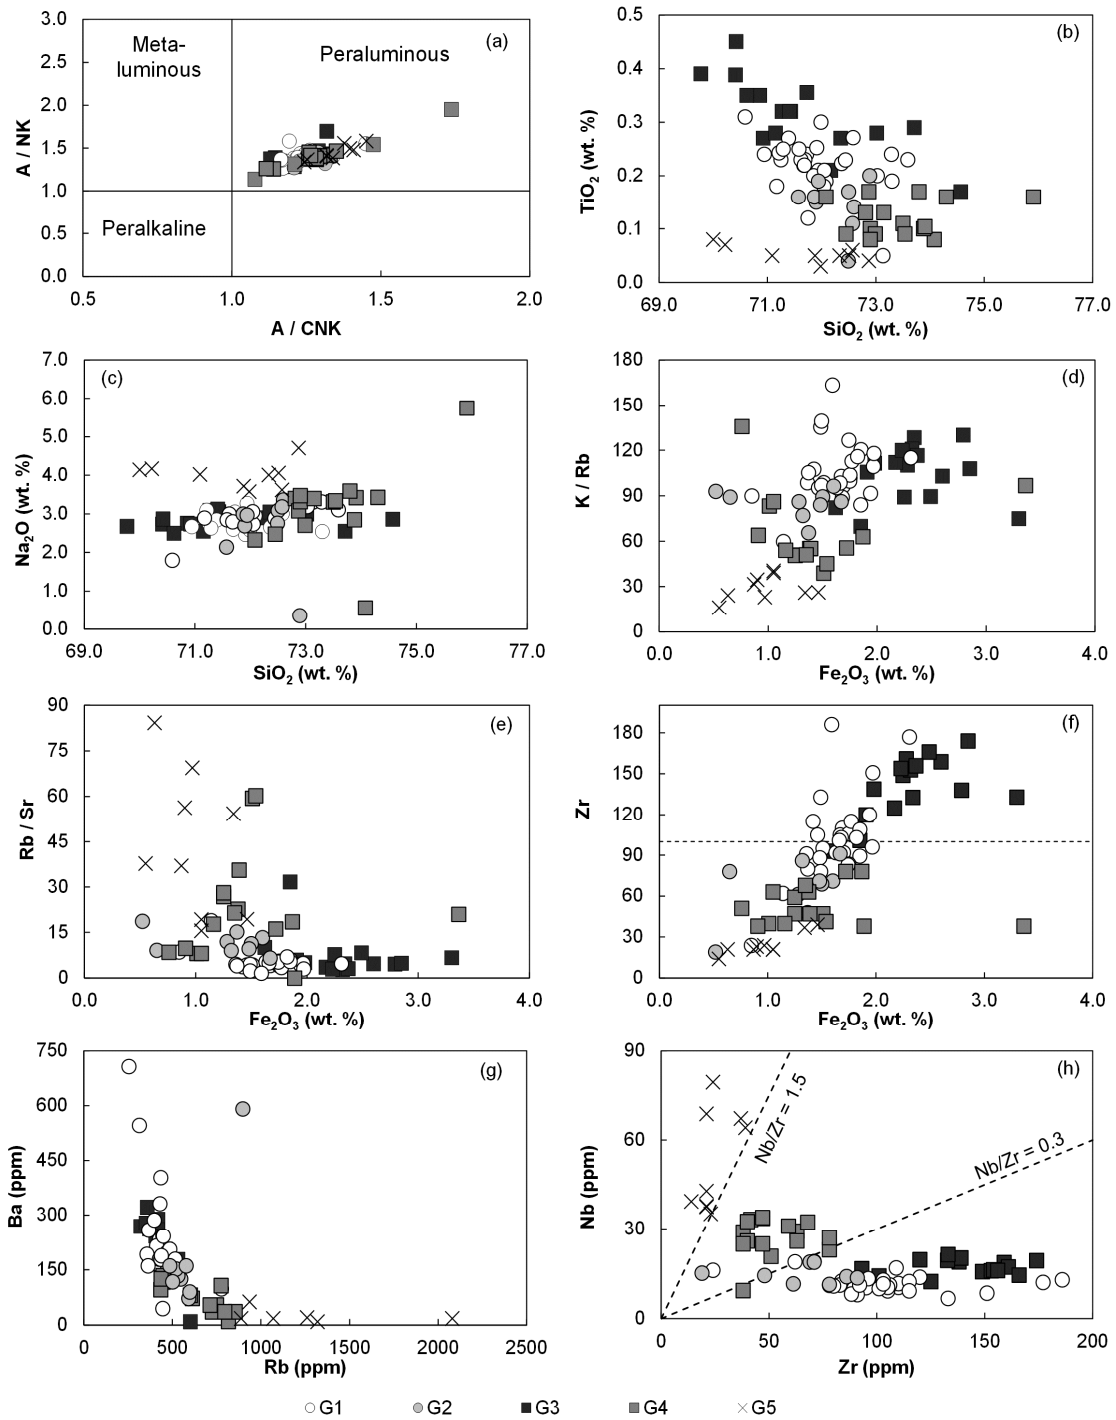 (a)
Meta-
luminous
Peraluminous
Peralkaline
3.0
2.5
2.0
1.5
1.0
0.5
0.0
A / NK
0.5 1.0 1.5 2.0
A / CNK
(b)
0.5
0.4
0.3
0.2
0.1
0.0
TiO₂ (wt. %)
69.0 71.0 73.0 75.0 77.0
SiO₂ (wt. %)
(c)
7.0
6.0
5.0
4.0
3.0
2.0
1.0
0.0
Na₂O (wt. %)
69.0 71.0 73.0 75.0 77.0
SiO₂ (wt. %)
(d)
180
150
120
90
60
30
0
K / Rb
0.0 1.0 2.0 3.0 4.0
Fe₂O₃ (wt. %)
(e)
90
75
60
45
30
15
0
Rb / Sr
0.0 1.0 2.0 3.0 4.0
Fe₂O₃ (wt. %)
(f)
180
150
120
90
60
30
0
Zr
0.0 1.0 2.0 3.0 4.0
Fe₂O₃ (wt. %)
(g)
750
600
450
300
150
0
Ba (ppm)
0 500 1000 1500 2000 2500
Rb (ppm)
(h)
90
60
30
0
Nb (ppm)
Nb/Zr = 1.5
Nb/Zr = 0.3
0 50 100 150 200
Zr (ppm)
G1 G2 G3 G4 G5